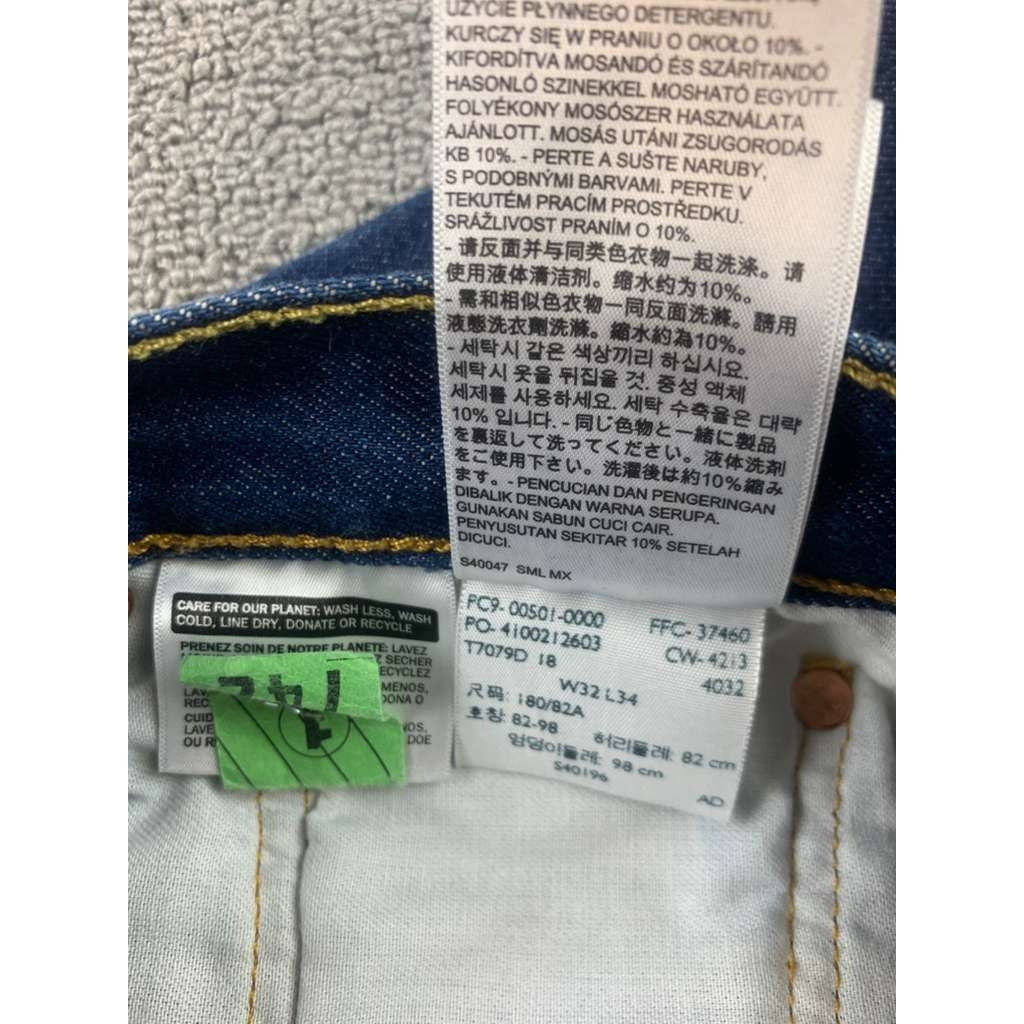 UŻYCIE PŁYNNEGO DETERGENTU.
KURCZY SIĘ W PRANIU O OKOŁO 10%. -
KIFORDÍTVA MOSANDÓ ÉS SZÁRÍTANDÓ
HASONLÓ SZINEKKEL MOSHATÓ EGYÜTT.
FOLYÉKONY MOSÓSZER HASZNÁLATA
AJÁNLOTT. MOSÁS UTÁNI ZSUGORODÁS
KB 10%. - PERTE A SUŠTE NARUBY,
S PODOBNÝMI BARVAMI. PERTE V
TEKUTÉM PRACÍM PROSTŘEDKU.
SRÁŽLIVOST PRANÍM O 10%.
- 请反面并与同类色衣物一起洗涤。请
使用液体清洁剂。缩水约为10%。
- 需和相似色衣物一同反面洗滌。請用
液態洗衣劑洗滌。縮水約為10%。
- 세탁시 같은 색상끼리 하십시요.
세탁시 옷을 뒤집을 것. 중성 액체
세제를 사용하세요. 세탁 수축율은 대략
10% 입니다. - 同じ色物と一緒に製品
を裏返して洗ってください。液体洗剤
をご使用下さい。洗濯後は約10%縮み
ます。- PENCUCIAN DAN PENGERINGAN
DIBALIK DENGAN WARNA SERUPA.
GUNAKAN SABUN CUCI CAIR.
PENYUSUTAN SEKITAR 10% SETELAH
DICUCI.
S40047 SML MX
CARE FOR OUR PLANET: WASH LESS, WASH
COLD, LINE DRY, DONATE OR RECYCLE
PRENEZ SOIN DE NOTRE PLANETE: LAVEZ
SECHER
RECYCLEZ
MENOS,
DONA O
REC
CUID
LAVE
OU R
DOE
PC9- 00501-0000 FFC- 37460
PO- 4100212603 CW- 4213
T7079D 18 4032
W32 L34
尺码: 180/82A
호칭: 82-98 허리둘레: 82 cm
엉덩이둘레: 98 cm
S40196
AD